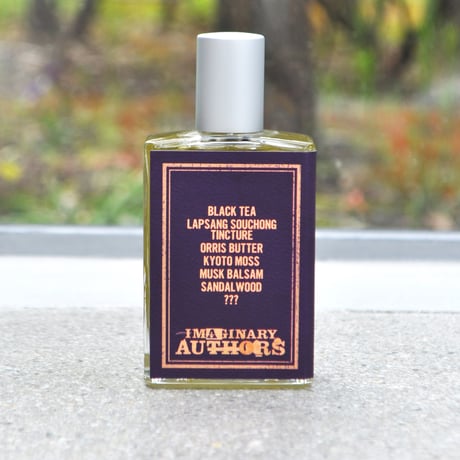 BLACK TEA
LAPSANG SOUCHONG
TINCTURE
ORRIS BUTTER
KYOTO MOSS
MUSK BALSAM
SANDALWOOD
???
IMAGINARY
AUTHORS